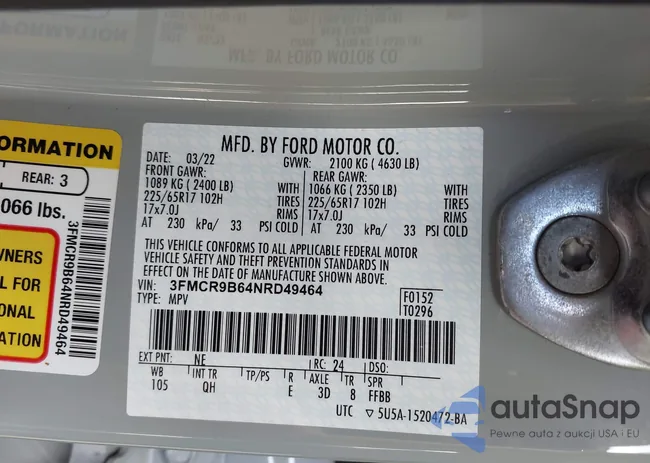 MFD. BY FORD MOTOR CO.
DATE: 03/22 GVWR: 2100 KG ( 4630 LB)
FRONT GAWR: REAR GAWR:
1089 KG ( 2400 LB) WITH 1066 KG ( 2350 LB) WITH
225/65R17 102H TIRES 225/65R17 102H TIRES
17x7.0J RIMS 17x7.0J RIMS
AT 230 kPa/ 33 PSI COLD AT 230 kPa/ 33 PSI COLD
THIS VEHICLE CONFORMS TO ALL APPLICABLE FEDERAL MOTOR
VEHICLE SAFETY AND THEFT PREVENTION STANDARDS IN
EFFECT ON THE DATE OF MANUFACTURE SHOWN ABOVE.
VIN: 3FMCR9B64NRD49464
TYPE: MPV
F0152
T0296
EXT PNT: NE RC: 24 DSO:
WB INT TR TP/PS R AXLE TR SPR
105 QH E 3D 8 FFBB
UTC ▽ 5U5A-1520472-BA
ORMATION
REAR: 3
066 lbs.
3FMCR9B64NRD49464
WNERS
L FOR
ONAL
TION
MFG. BY FORD MOTOR CO.
autaSnap
Pewne auta z aukcji USA i EU